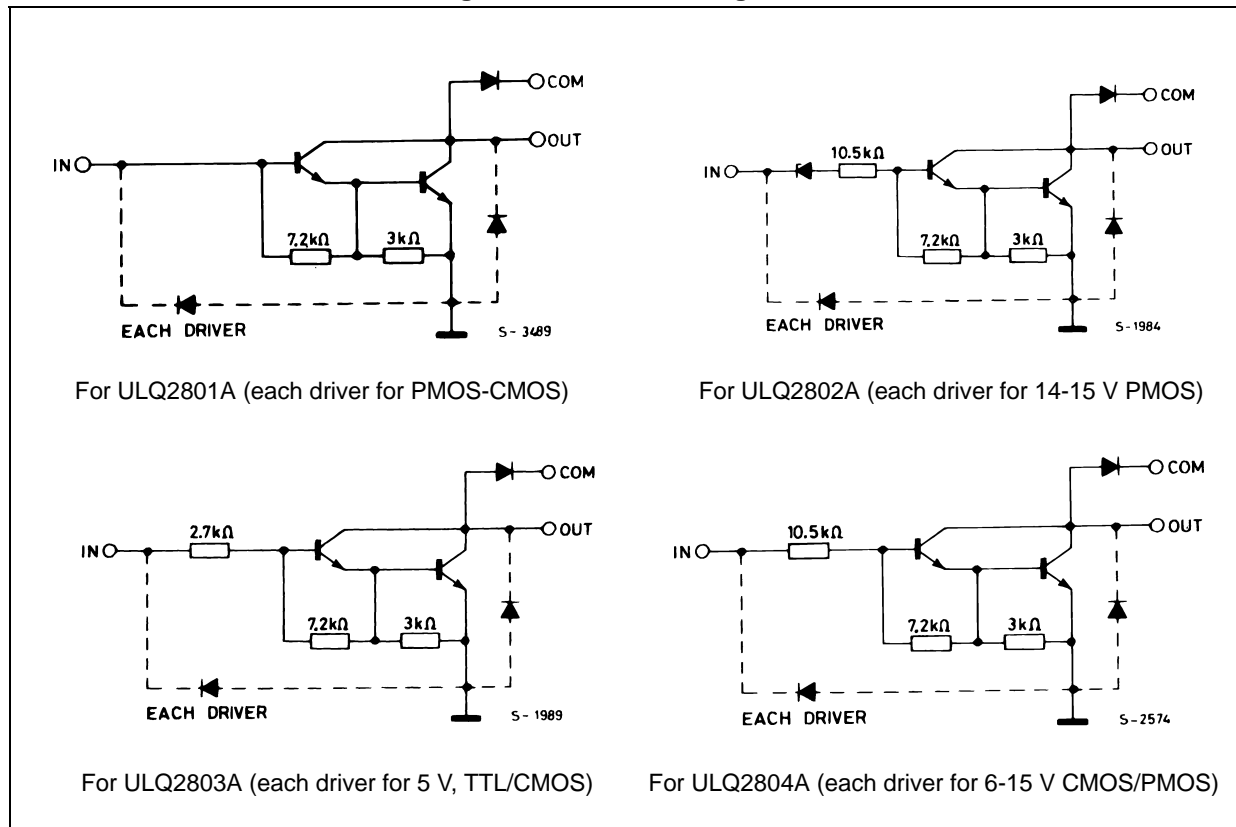 COM
OUT
IN
7.2kΩ
3kΩ
EACH DRIVER
S-3489
For ULQ2801A (each driver for PMOS-CMOS)
COM
OUT
10.5kΩ
IN
7.2kΩ
3kΩ
EACH DRIVER
S-1984
For ULQ2802A (each driver for 14-15 V PMOS)
COM
OUT
2.7kΩ
IN
7.2kΩ
3kΩ
EACH DRIVER
S-1989
For ULQ2803A (each driver for 5 V, TTL/CMOS)
COM
OUT
10.5kΩ
IN
7.2kΩ
3kΩ
EACH DRIVER
S-2574
For ULQ2804A (each driver for 6-15 V CMOS/PMOS)